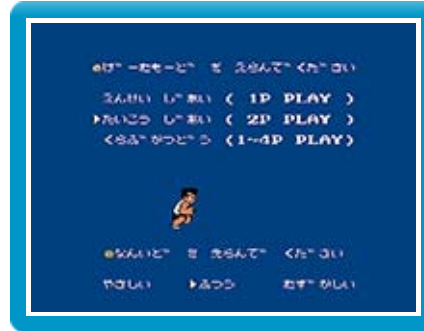 ●げーむもーど を えらんで ください
えんせい じあい ( 1P PLAY )
▶たいこう じあい ( 2P PLAY )
くらぶ かつどう (1~4P PLAY)
●なんいど を えらんで ください
やさしい ▶ふつう むずかしい